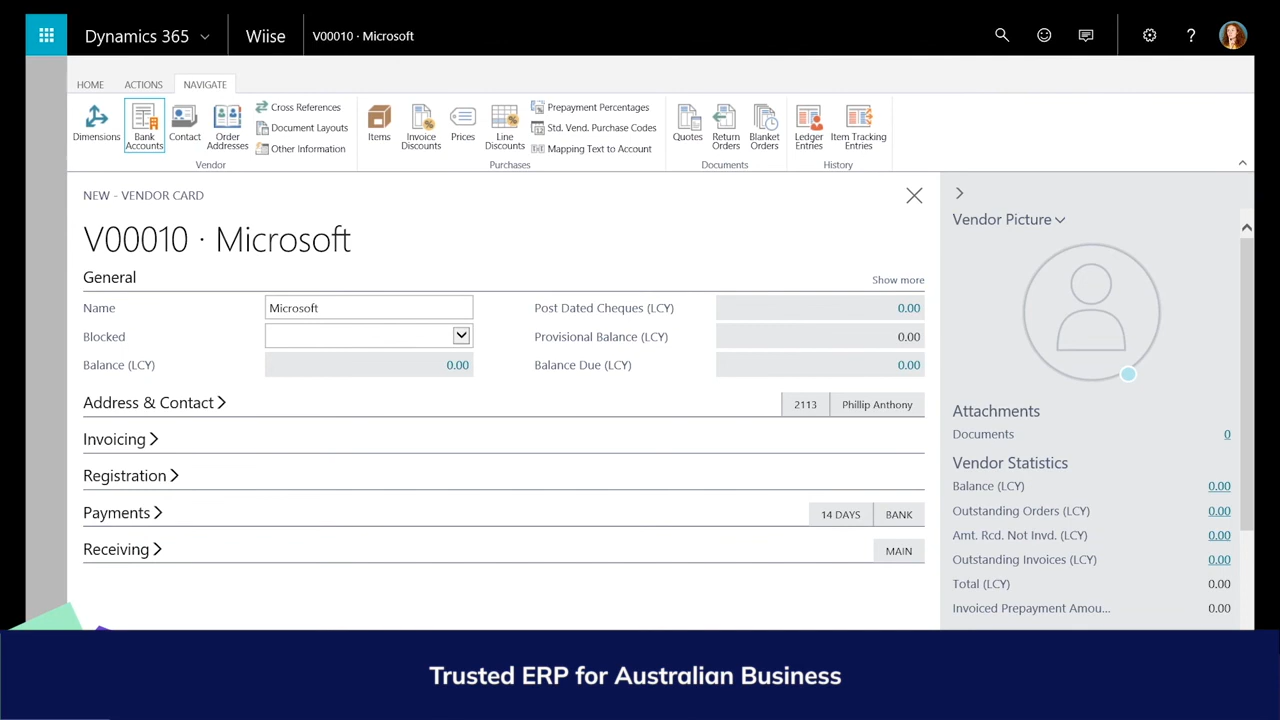 Dynamics 365
Wiise
V00010 · Microsoft
?
HOME
ACTIONS
NAVIGATE
Dimensions
Bank Accounts
Contact
Order Addresses
Cross References
Document Layouts
Other Information
Vendor
Items
Invoice Discounts
Prices
Line Discounts
Prepayment Percentages
Std. Vend. Purchase Codes
Mapping Text to Account
Purchases
Quotes
Return Orders
Blanket Orders
Documents
Ledger Entries
Item Tracking Entries
History
NEW - VENDOR CARD
V00010 · Microsoft
General
Show more
Name Microsoft
Post Dated Cheques (LCY) 0.00
Blocked
Provisional Balance (LCY) 0.00
Balance (LCY) 0.00
Balance Due (LCY) 0.00
Address & Contact
2113 Phillip Anthony
Invoicing
Registration
Payments
14 DAYS BANK
Receiving
MAIN
Vendor Picture
Attachments
Documents 0
Vendor Statistics
Balance (LCY) 0.00
Outstanding Orders (LCY) 0.00
Amt. Rcd. Not Invd. (LCY) 0.00
Outstanding Invoices (LCY) 0.00
Total (LCY) 0.00
Invoiced Prepayment Amou... 0.00
Trusted ERP for Australian Business